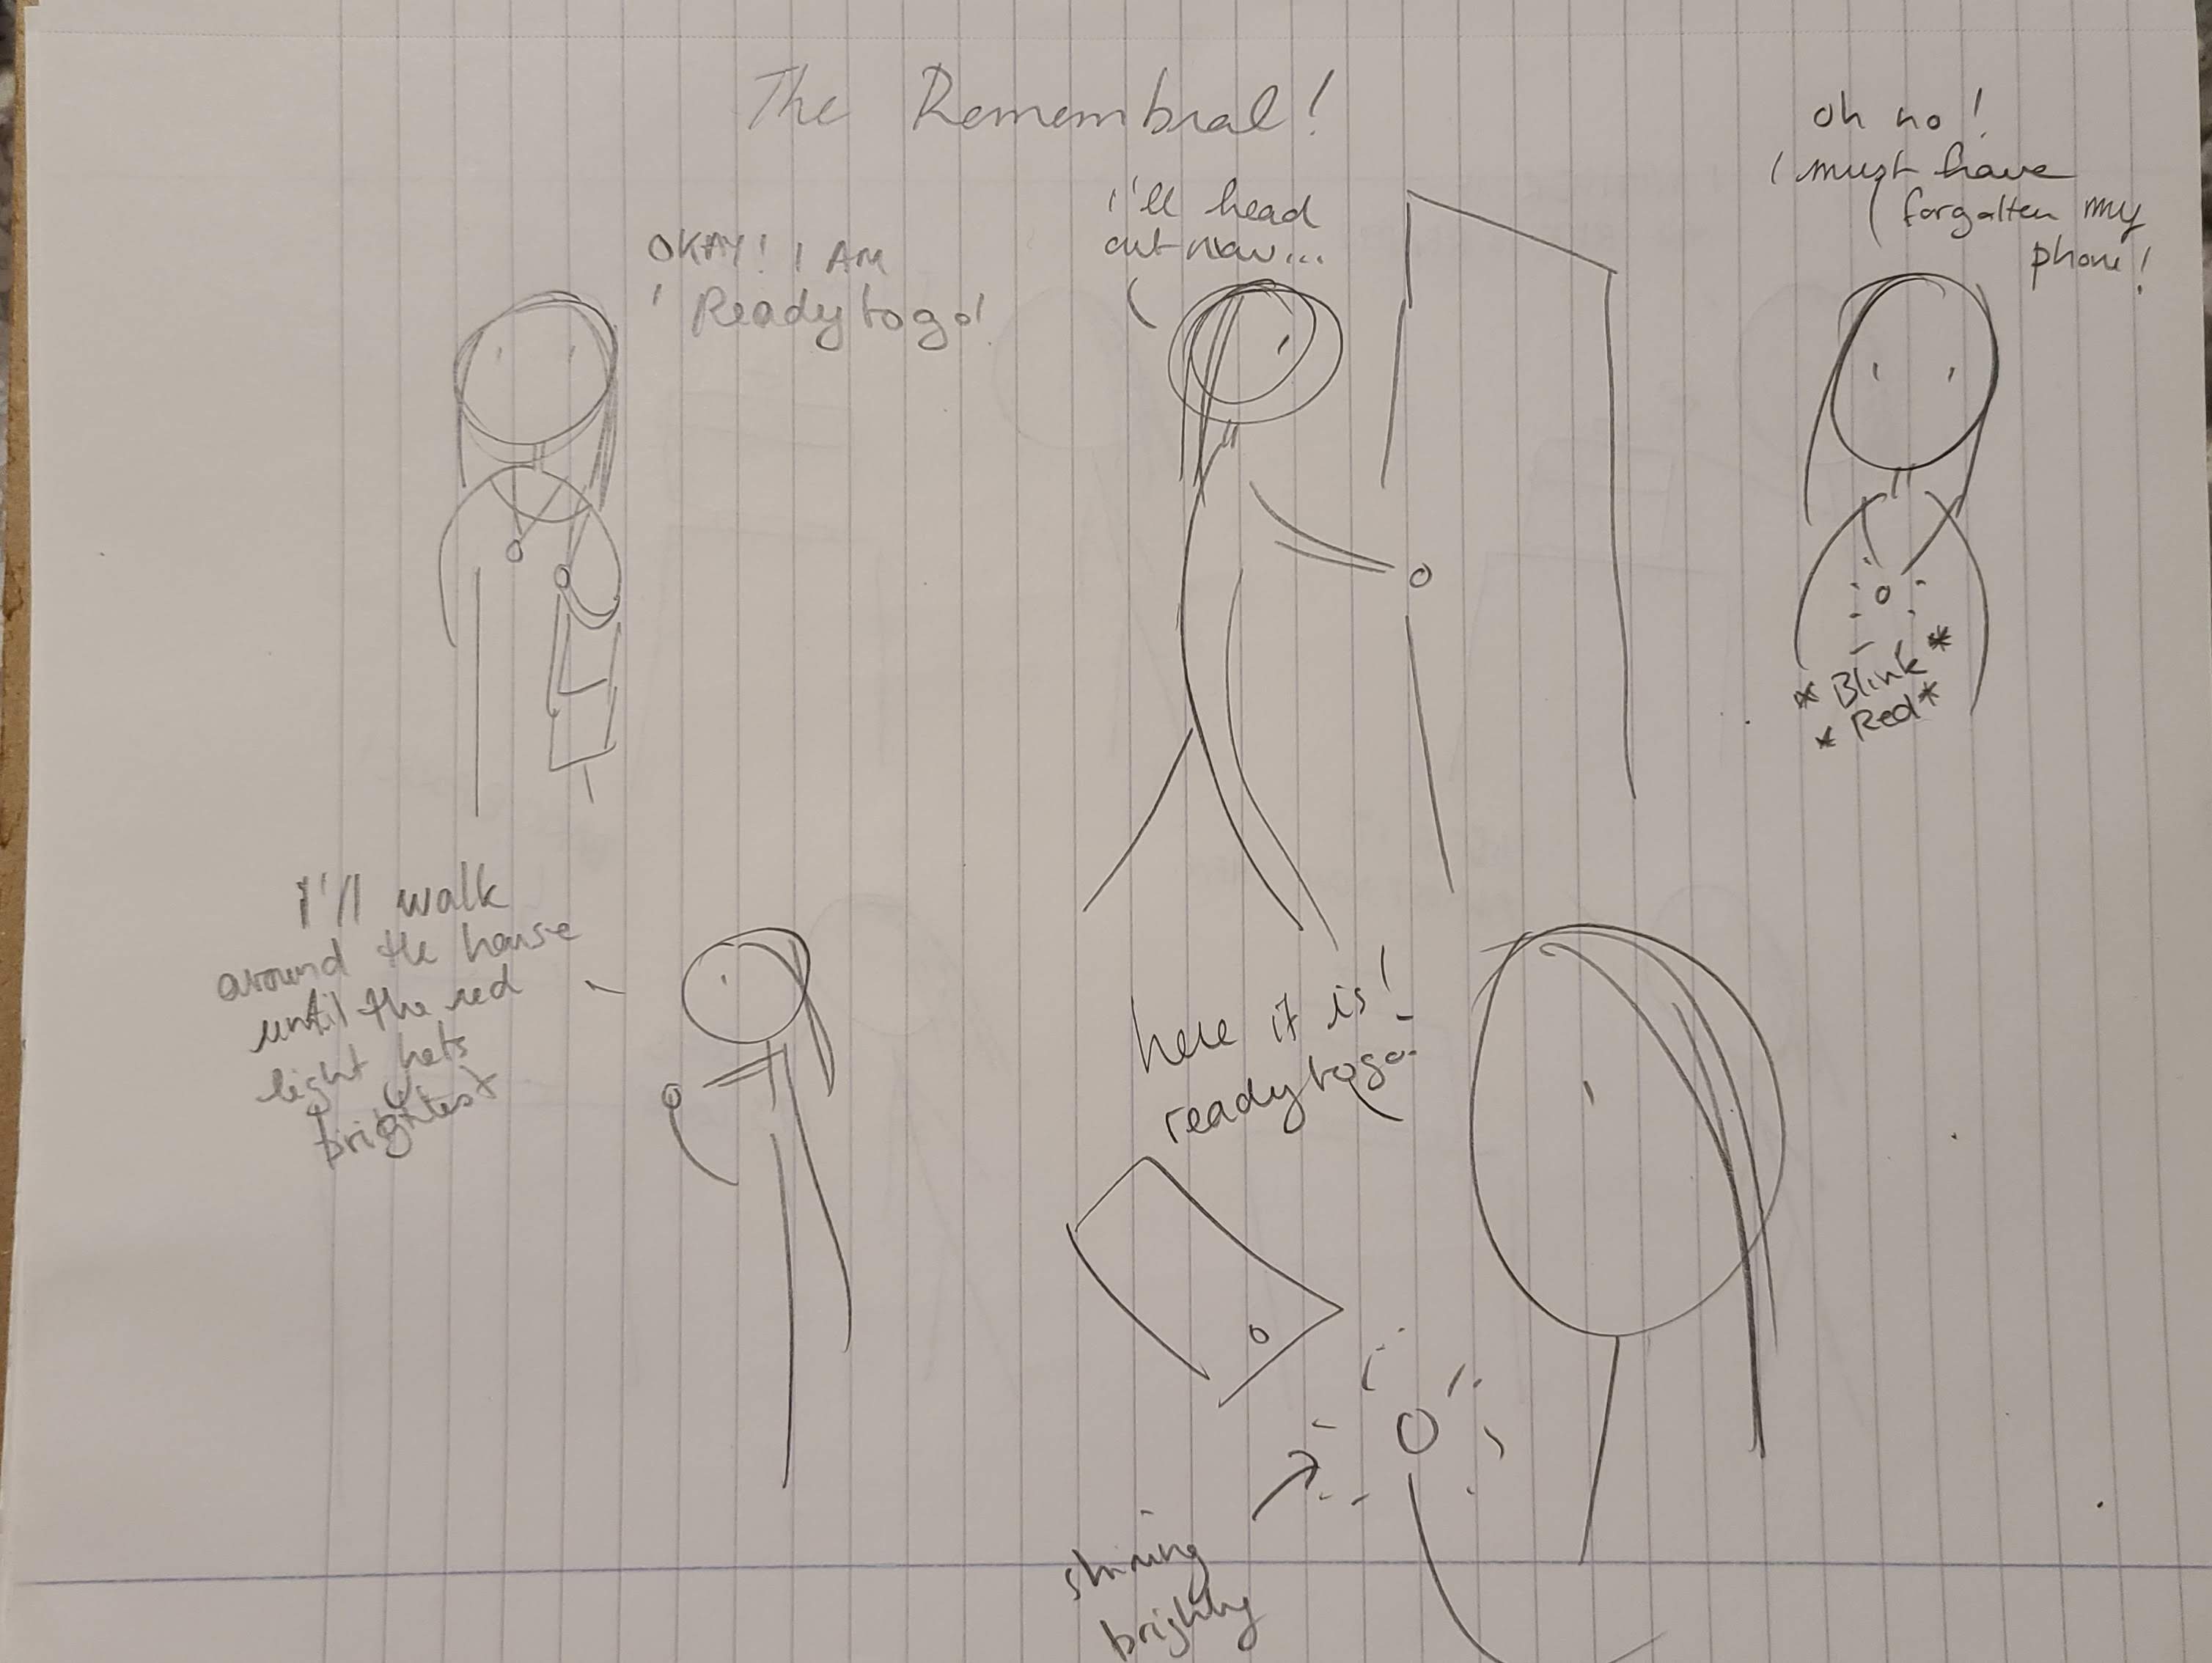 The Remembral!
OKAY! I AM
Ready to go!
i'll head
out now...
oh no!
I must have
forgotten my
phone!
* Blink *
* Red *
I'll walk
around the house
until the red
light hets
brightest
here it is!
ready to go
shining
brightly